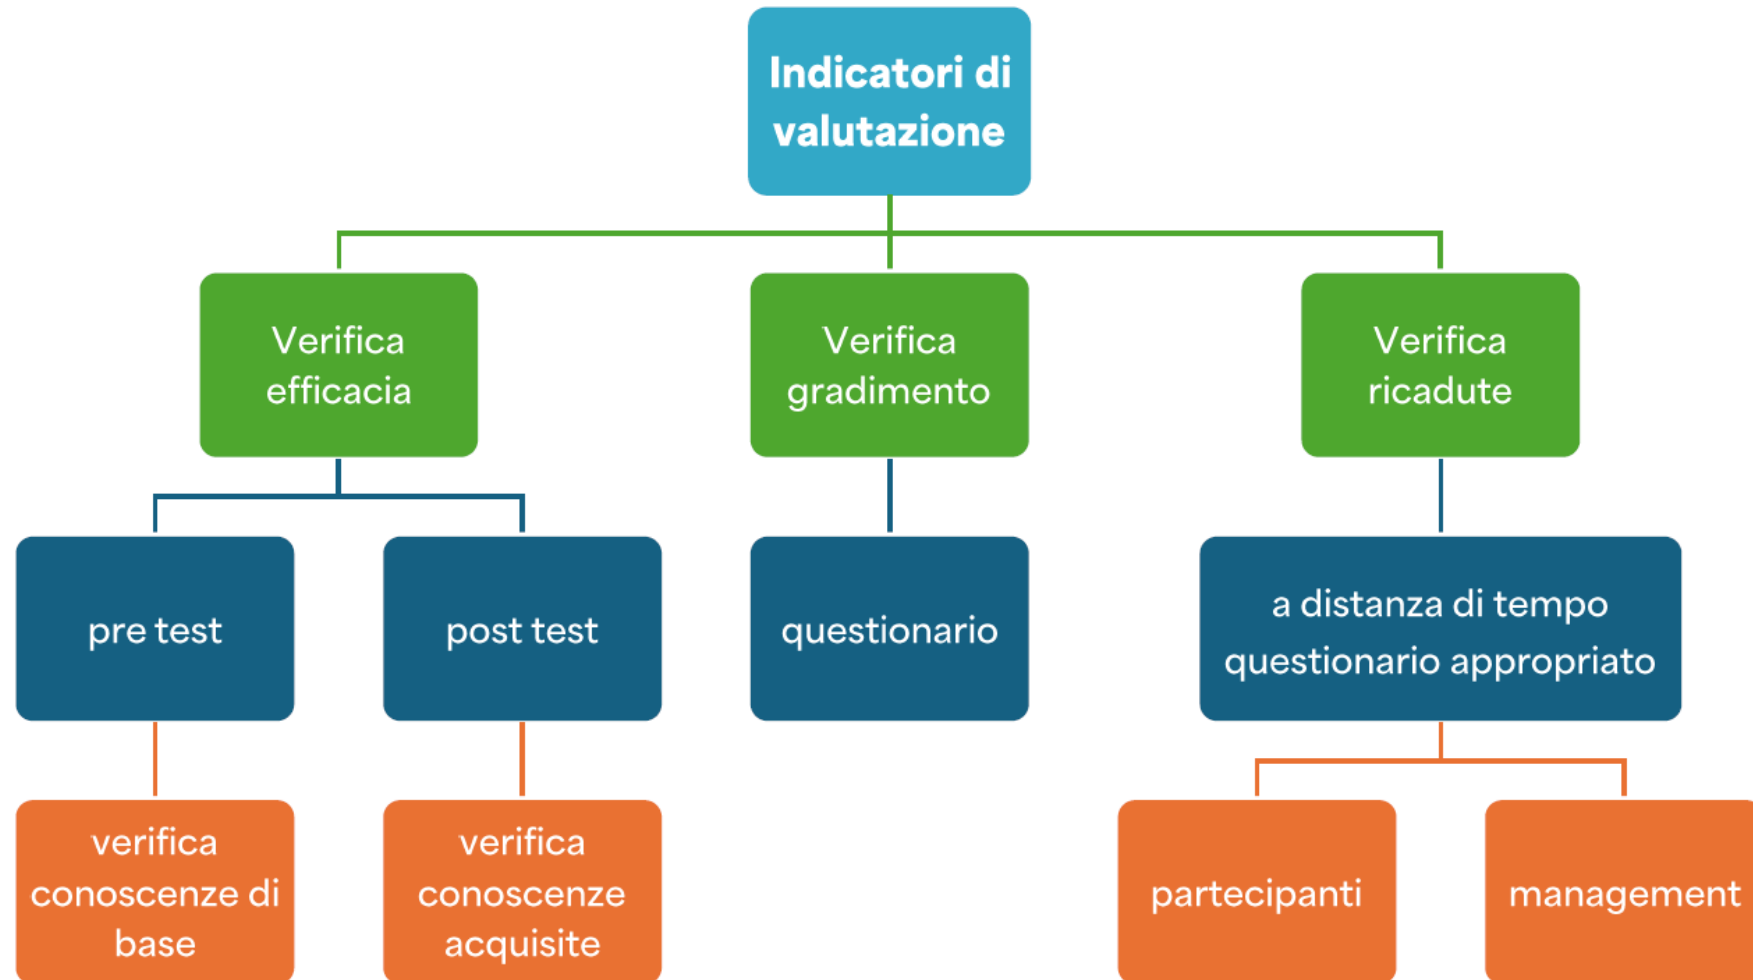 Indicatori di
valutazione
Verifica
efficacia
Verifica
gradimento
Verifica
ricadute
pre test
post test
questionario
a distanza di tempo
questionario appropriato
verifica
conoscenze di
base
verifica
conoscenze
acquisite
partecipanti
management